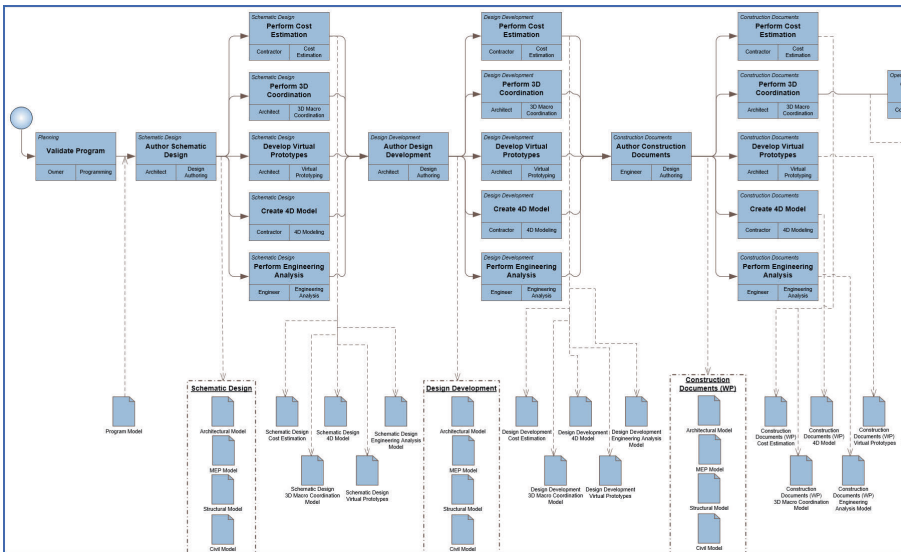 Schematic Design
Perform Cost
Estimation
Contractor
Cost
Estimation
Design Development
Perform Cost
Estimation
Contractor
Cost
Estimation
Construction Documents
Perform Cost
Estimation
Contractor
Cost
Estimation
Schematic Design
Perform 3D
Coordination
Architect
3D Macro
Coordination
Design Development
Perform 3D
Coordination
Architect
3D Macro
Coordination
Construction Documents
Perform 3D
Coordination
Architect
3D Macro
Coordination
Planning
Validate Program
Owner
Programming
Schematic Design
Author Schematic
Design
Architect
Design
Authoring
Schematic Design
Develop Virtual
Prototypes
Architect
Virtual
Prototyping
Design Development
Author Design
Development
Architect
Design
Authoring
Design Development
Develop Virtual
Prototypes
Architect
Virtual
Prototyping
Construction Documents
Author Construction
Documents
Engineer
Design
Authoring
Construction Documents
Develop Virtual
Prototypes
Architect
Virtual
Prototyping
Schematic Design
Create 4D Model
Contractor
4D Modeling
Design Development
Create 4D Model
Contractor
4D Modeling
Construction Documents
Create 4D Model
Contractor
4D Modeling
Schematic Design
Perform Engineering
Analysis
Engineer
Engineering
Analysis
Design Development
Perform Engineering
Analysis
Engineer
Engineering
Analysis
Construction Documents
Perform Engineering
Analysis
Engineer
Engineering
Analysis
Program Model
Schematic Design
Architectural Model
MEP Model
Structural Model
Civil Model
Schematic Design
Cost Estimation
Schematic Design
4D Model
Schematic Design
Engineering Analysis Model
Schematic Design
3D Macro Coordination
Model
Schematic Design
Virtual Prototypes
Design Development
Architectural Model
MEP Model
Structural Model
Civil Model
Design Development
Cost Estimation
Design Development
4D Model
Design Development
Engineering Analysis Model
Design Development
3D Macro Coordination
Model
Design Development
Virtual Prototypes
Construction
Documents (WP)
Architectural Model
MEP Model
Structural Model
Civil Model
Construction
Documents (WP)
Cost Estimation
Construction
Documents (WP)
4D Model
Construction
Documents (WP)
Virtual Prototypes
Construction
Documents (WP)
3D Macro Coordination
Model
Construction
Documents (WP)
Engineering
Analysis Model